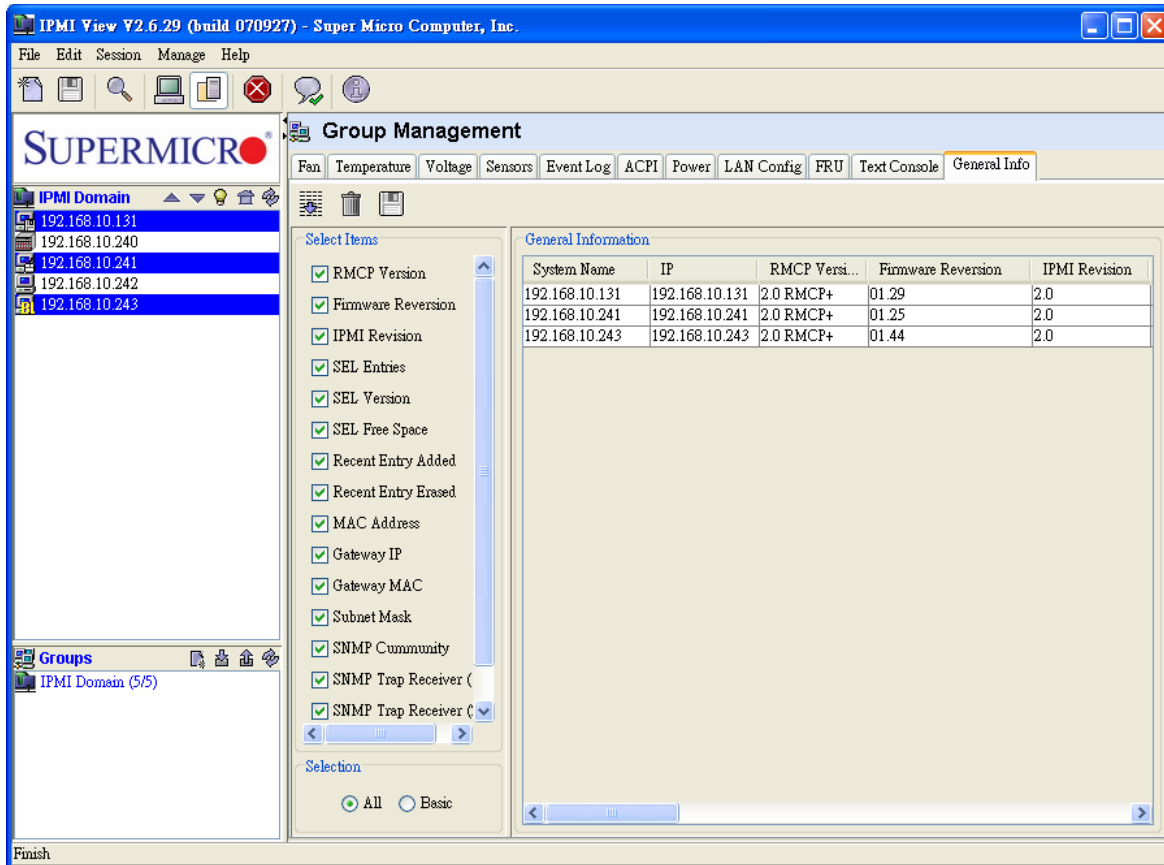 IPMI View V2.6.29 (build 070927) - Super Micro Computer, Inc.
File Edit Session Manage Help
SUPERMICRO
Group Management
Fan Temperature Voltage Sensors Event Log ACPI Power LAN Config FRU Text Console General Info
IPMI Domain
192.168.10.131
192.168.10.240
192.168.10.241
192.168.10.242
192.168.10.243
Select Items
RMCP Version
Firmware Reversion
IPMI Revision
SEL Entries
SEL Version
SEL Free Space
Recent Entry Added
Recent Entry Erased
MAC Address
Gateway IP
Gateway MAC
Subnet Mask
SNMP Cummunity
SNMP Trap Receiver (
SNMP Trap Receiver (
Selection
All Basic
General Information
System Name IP RMCP Versi... Firmware Reversion IPMI Revision
192.168.10.131 192.168.10.131 2.0 RMCP+ 01.29 2.0
192.168.10.241 192.168.10.241 2.0 RMCP+ 01.25 2.0
192.168.10.243 192.168.10.243 2.0 RMCP+ 01.44 2.0
Groups
IPMI Domain (5/5)
Finish